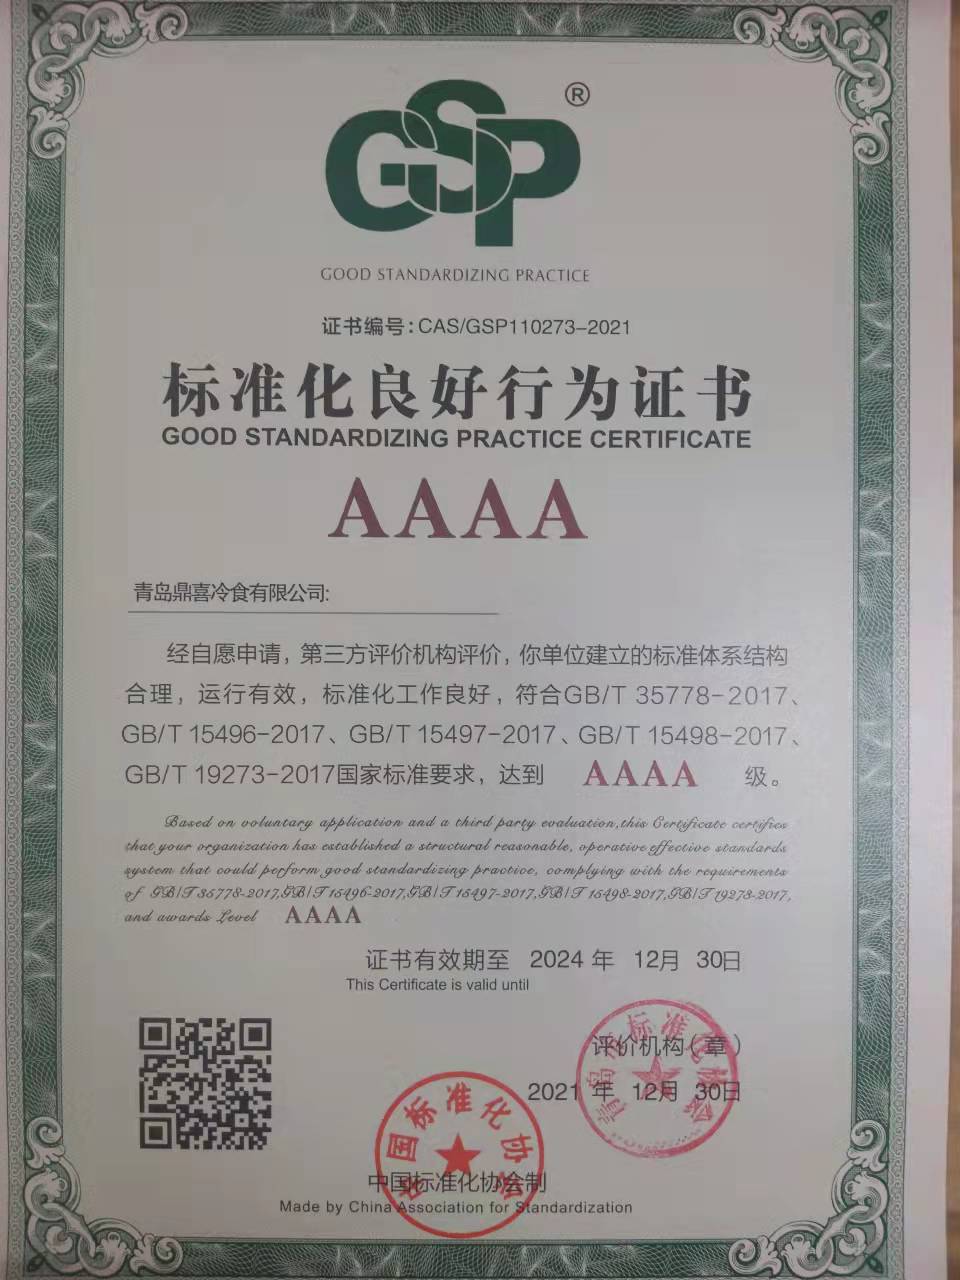 GSP®
GOOD STANDARDIZING PRACTICE
证书编号:CAS/GSP110273-2021
标准化良好行为证书
GOOD STANDARDIZING PRACTICE CERTIFICATE
AAAA
青岛鼎喜冷食有限公司:
经自愿申请，第三方评价机构评价，你单位建立的标准体系结构
合理，运行有效，标准化工作良好，符合GB/T 35778-2017、
GB/T 15496-2017、GB/T 15497-2017、GB/T 15498-2017、
GB/T 19273-2017国家标准要求，达到 AAAA 级。
Based on voluntary application and a third party evaluation,this Certificate certifies
that your organization has established a structural reasonable, operative effective standards
system that could perform good standardizing practice, complying with the requirements
of GB/T 35778-2017,GB/T 15496-2017,GB/T 15497-2017,GB/T 15498-2017,GB/T 19273-2017,
and awards Level AAAA
证书有效期至 2024 年 12月 30日
This Certificate is valid until
评价机构（章）
青岛市标准化协会
2021 年 12月 30日
中国标准化协会
中国标准化协会制
Made by China Association for Standardization